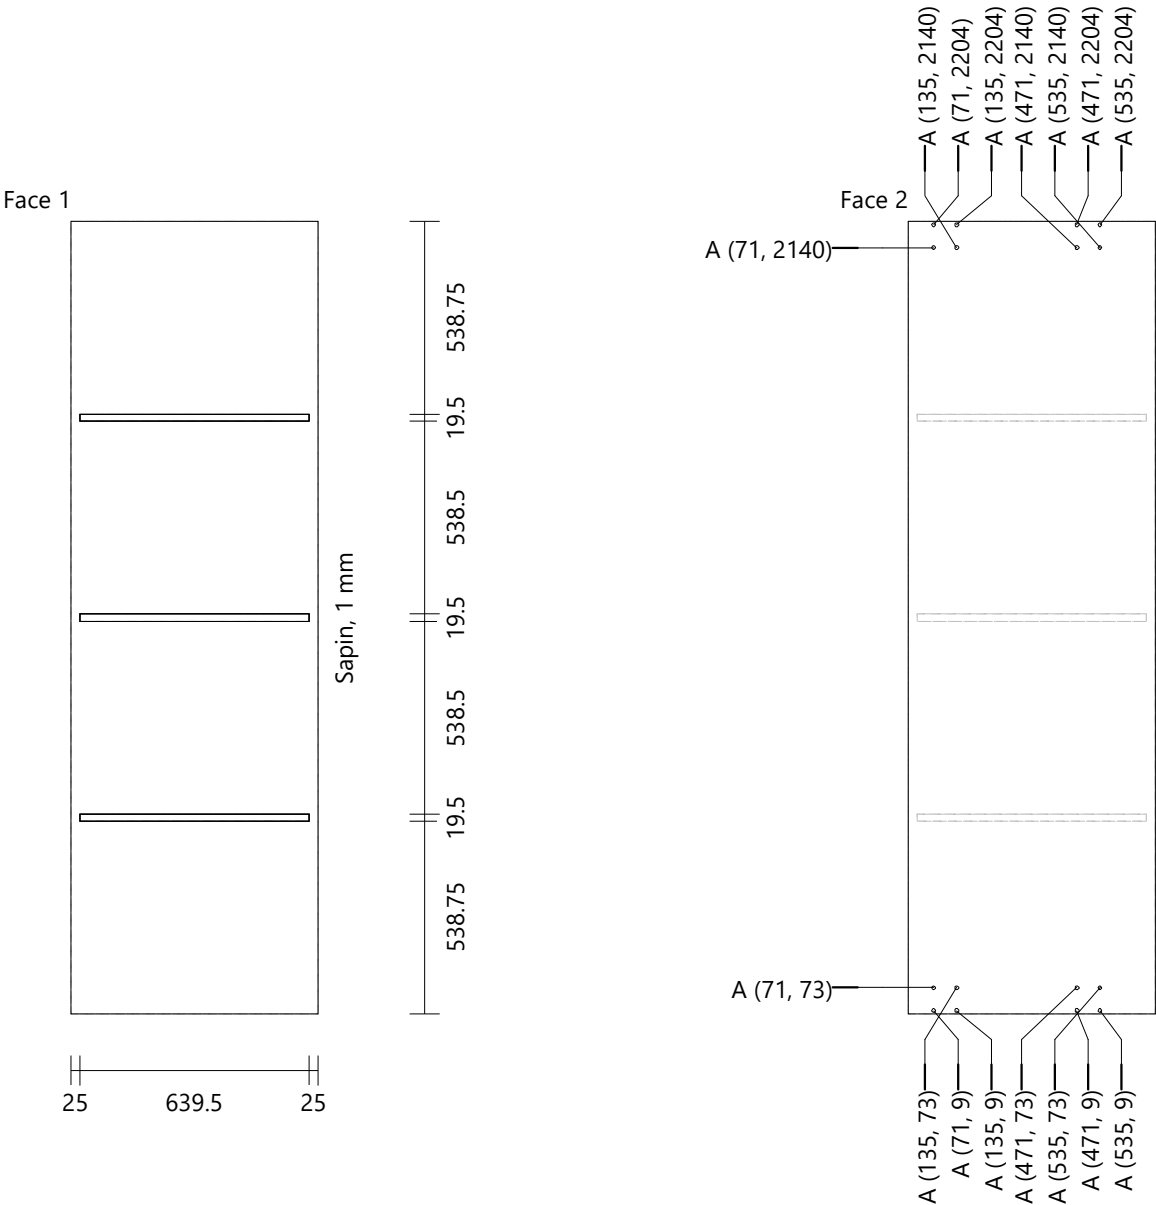 Face 1
538.75
19.5
538.5
19.5
538.5
19.5
538.75
Sapin, 1 mm
25
639.5
25
Face 2
A (135, 2140)
A (71, 2204)
A (135, 2204)
A (471, 2140)
A (535, 2140)
A (471, 2204)
A (535, 2204)
A (71, 2140)
A (71, 73)
A (135, 73)
A (71, 9)
A (135, 9)
A (471, 73)
A (535, 73)
A (471, 9)
A (535, 9)